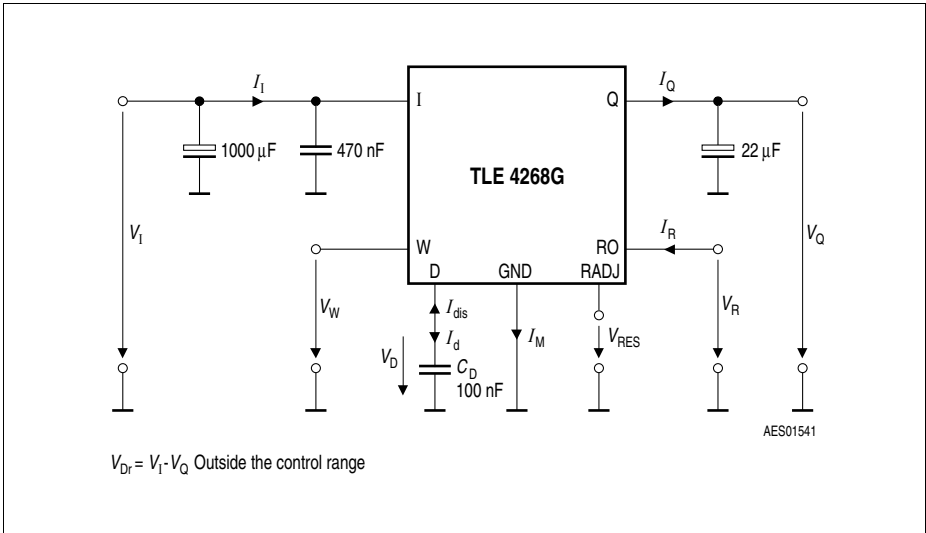 I_I
I_Q
I
Q
1000 μF
470 nF
22 μF
TLE 4268G
V_I
W
I_R
RO
V_Q
D
GND
RADJ
V_W
I_dis
V_R
V_D
I_d
I_M
V_RES
C_D
100 nF
AES01541
V_Dr = V_I-V_Q Outside the control range